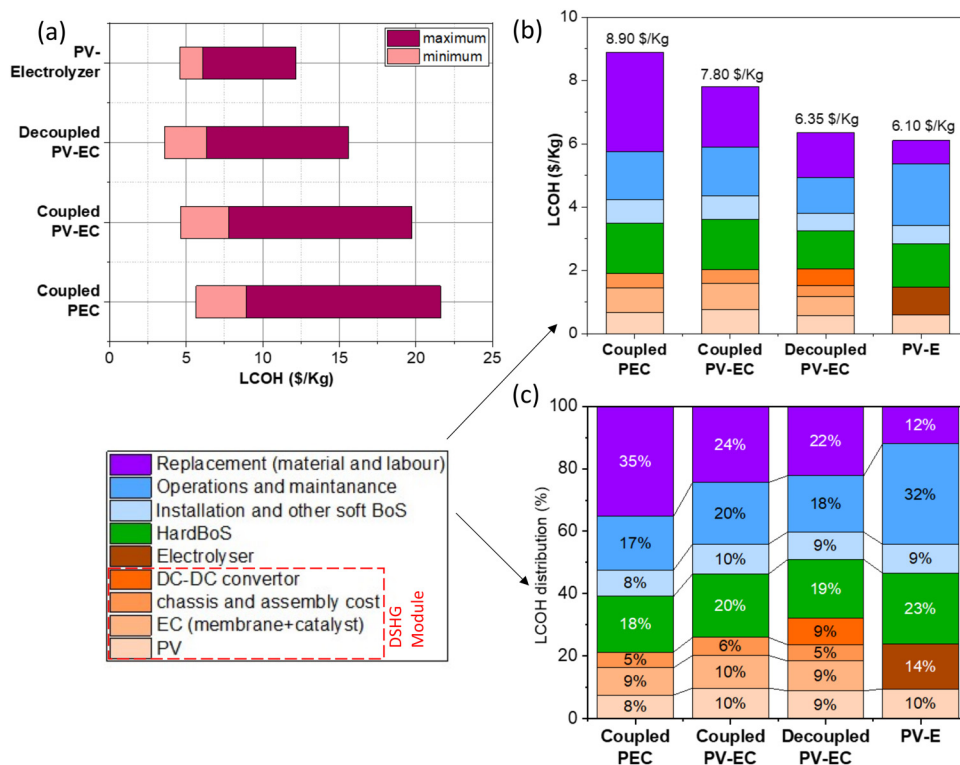 (a)
maximum
minimum
PV-
Electrolyzer
Decoupled
PV-EC
Coupled
PV-EC
Coupled
PEC
0 5 10 15 20 25
LCOH ($/Kg)
(b)
10
8
6
4
2
0
LCOH ($/Kg)
8.90 $/Kg
7.80 $/Kg
6.35 $/Kg
6.10 $/Kg
Coupled
PEC
Coupled
PV-EC
Decoupled
PV-EC
PV-E
Replacement (material and labour)
Operations and maintanance
Installation and other soft BoS
HardBoS
Electrolyser
DC-DC convertor
chassis and assembly cost
EC (membrane+catalyst)
PV
DSHG
Module
(c)
100
80
60
40
20
0
LCOH distribution (%)
35%
17%
8%
18%
5%
9%
8%
24%
20%
10%
20%
6%
10%
10%
22%
18%
9%
19%
9%
5%
9%
9%
12%
32%
9%
23%
14%
10%
Coupled
PEC
Coupled
PV-EC
Decoupled
PV-EC
PV-E